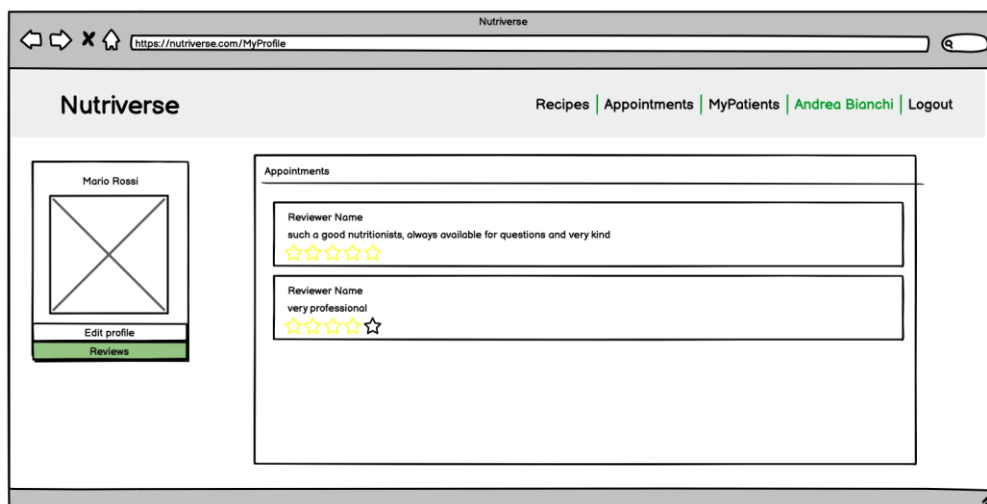 Nutriverse
https://nutriverse.com/MyProfile
Nutriverse
Recipes Appointments MyPatients Andrea Bianchi Logout
Mario Rossi
Edit profile
Reviews
Appointments
Reviewer Name
such a good nutritionists, always available for questions and very kind
Reviewer Name
very professional